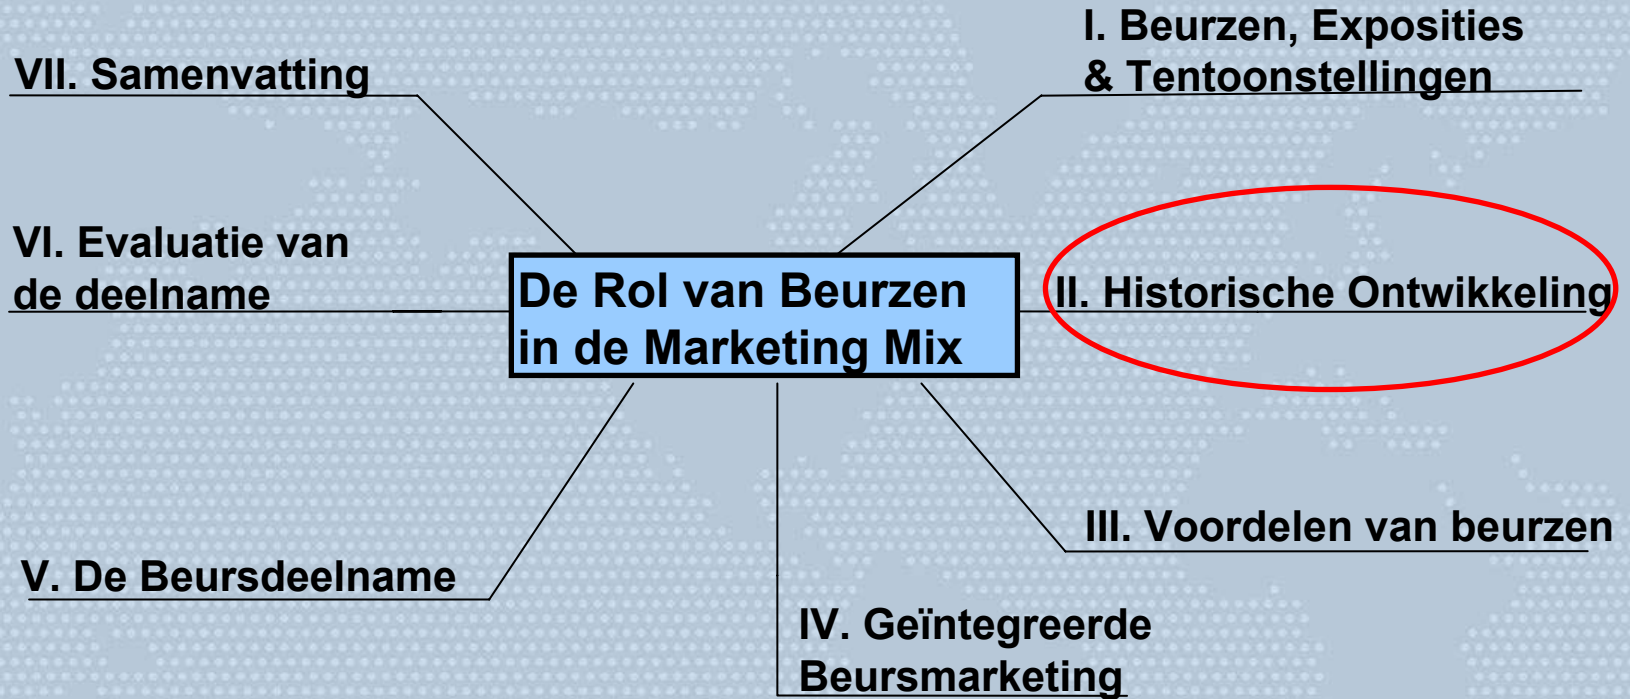 De Rol van Beurzen
in de Marketing Mix
I. Beurzen, Exposities
& Tentoonstellingen
II. Historische Ontwikkeling
III. Voordelen van beurzen
IV. Geïntegreerde
Beursmarketing
V. De Beursdeelname
VI. Evaluatie van
de deelname
VII. Samenvatting